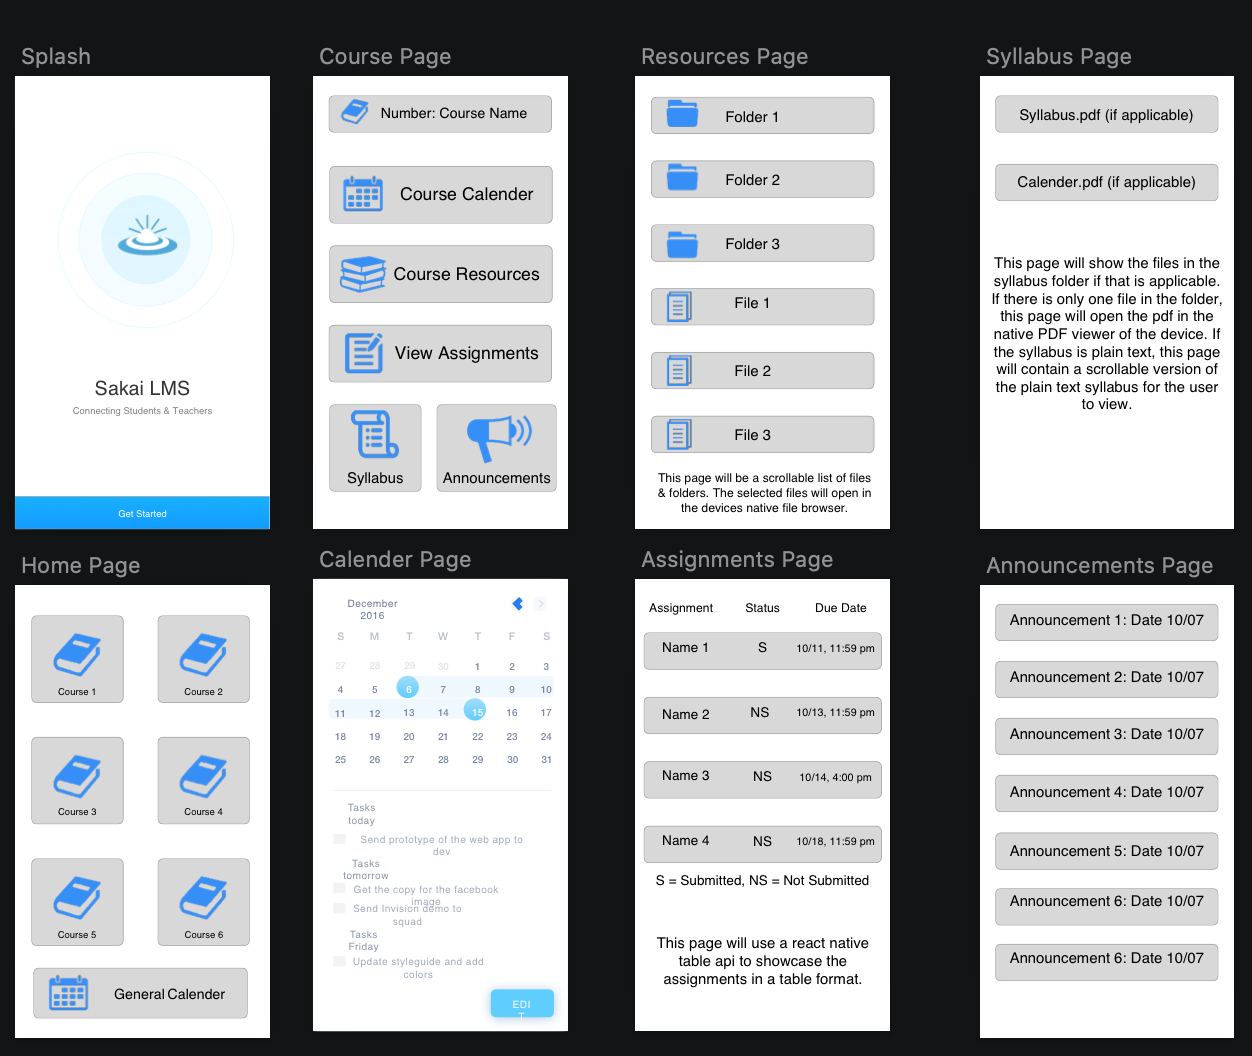 Splash
Sakai LMS
Connecting Students & Teachers
Get Started
Course Page
Number: Course Name
Course Calender
Course Resources
View Assignments
Syllabus
Announcements
Resources Page
Folder 1
Folder 2
Folder 3
File 1
File 2
File 3
This page will be a scrollable list of files
& folders. The selected files will open in
the devices native file browser.
Syllabus Page
Syllabus.pdf (if applicable)
Calender.pdf (if applicable)
This page will show the files in the
syllabus folder if that is applicable.
If there is only one file in the folder,
this page will open the pdf in the
native PDF viewer of the device. If
the syllabus is plain text, this page
will contain a scrollable version of
the plain text syllabus for the user
to view.
Home Page
Course 1
Course 2
Course 3
Course 4
Course 5
Course 6
General Calender
Calender Page
December
2016
S M T W T F S
27 28 29 30 1 2 3
4 5 6 7 8 9 10
11 12 13 14 15 16 17
18 19 20 21 22 23 24
25 26 27 28 29 30 31
Tasks
today
Send prototype of the web app to
dev
Tasks
tomorrow
Get the copy for the facebook
image
Send Invision demo to
squad
Tasks
Friday
Update styleguide and add
colors
EDI
T
Assignments Page
Assignment Status Due Date
Name 1 S 10/11, 11:59 pm
Name 2 NS 10/13, 11:59 pm
Name 3 NS 10/14, 4:00 pm
Name 4 NS 10/18, 11:59 pm
S = Submitted, NS = Not Submitted
This page will use a react native
table api to showcase the
assignments in a table format.
Announcements Page
Announcement 1: Date 10/07
Announcement 2: Date 10/07
Announcement 3: Date 10/07
Announcement 4: Date 10/07
Announcement 5: Date 10/07
Announcement 6: Date 10/07
Announcement 6: Date 10/07